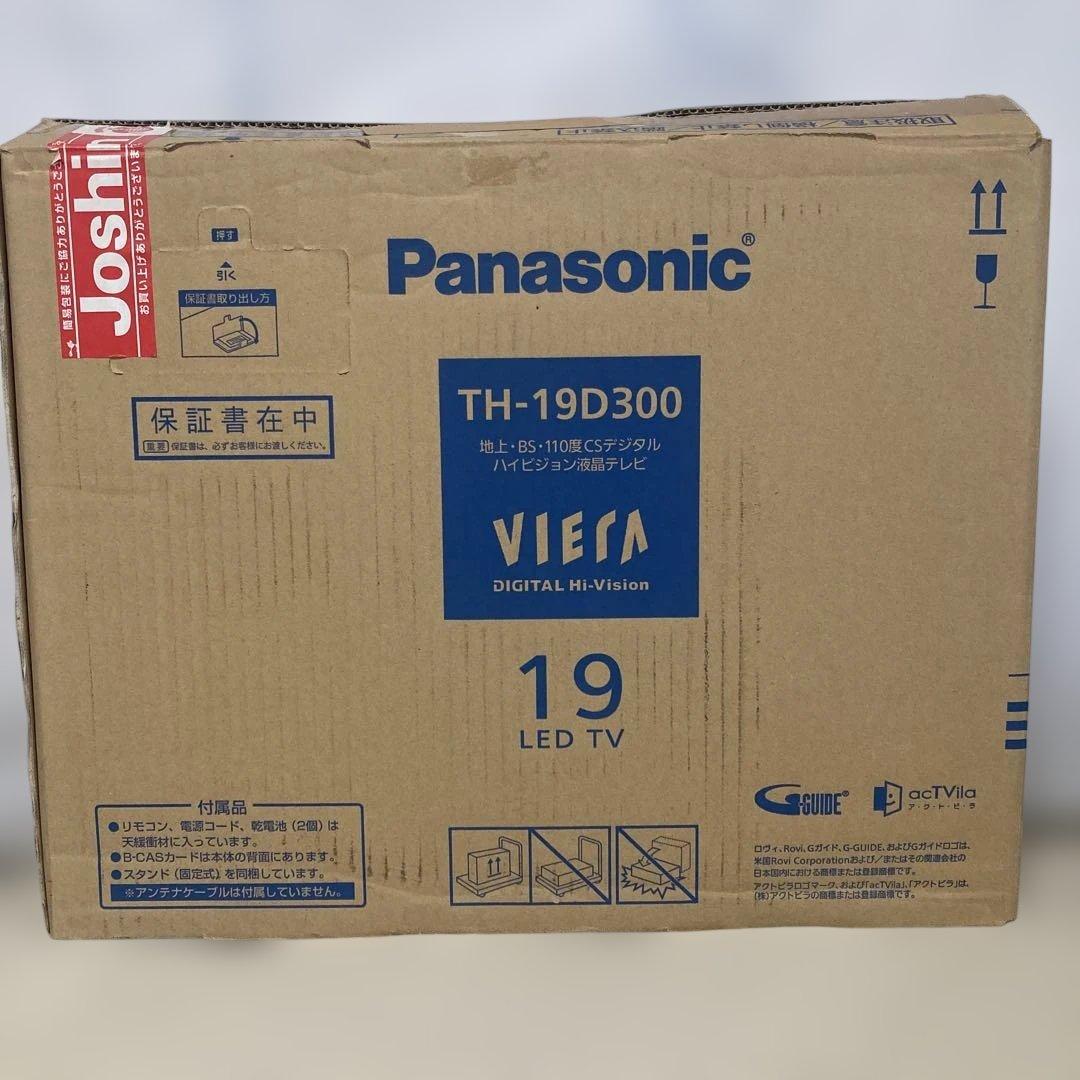 取扱注意/横倒し禁止/踏込禁止
簡易包装にご協力ありがとうござい
Joshin
お買い上げありがとうございま
押す
引く
保証書取り出し方
保証書在中
重要 保証書は、必ずお客様にお渡しください。
Panasonic®
TH-19D300
地上・BS・110度CSデジタル
ハイビジョン液晶テレビ
VIERA
DIGITAL Hi-Vision
19
LED TV
付属品
●リモコン、電源コード、乾電池（2個）は
天緩衝材に入っています。
●B-CASカードは本体の背面にあります。
●スタンド（固定式）を同梱しています。
※アンテナケーブルは付属していません。
G-GUIDE®
acTVila
ア・ク・ト・ビ・ラ
ロヴィ、Rovi、Gガイド、G-GUIDE、およびGガイドロゴは、
米国Rovi Corporationおよび/またはその関連会社の
日本国内における商標または登録商標です。
アクトビラロゴマーク、および「acTVila」、「アクトビラ」は、
(株)アクトビラの商標または登録商標です。